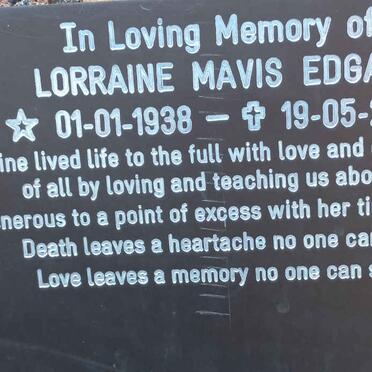 In Loving Memory of
LORRAINE MAVIS EDGA
☆ 01-01-1938 – ✞ 19-05-
ine lived life to the full with love and
of all by loving and teaching us abo
nerous to a point of excess with her ti
Death leaves a heartache no one can
Love leaves a memory no one can s